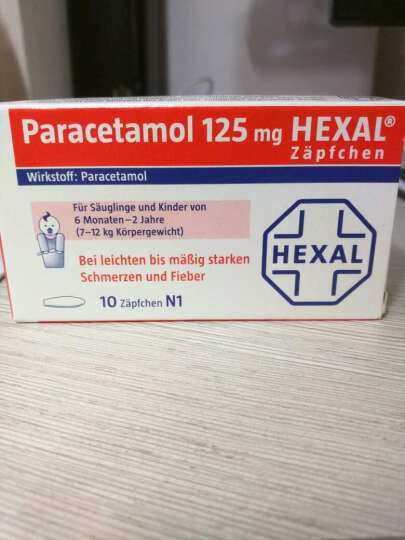 Paracetamol 125 mg HEXAL®
Zäpfchen
Wirkstoff: Paracetamol
Für Säuglinge und Kinder von
6 Monaten – 2 Jahre
(7–12 kg Körpergewicht)
HEXAL
Bei leichten bis mäßig starken
Schmerzen und Fieber
10 Zäpfchen N1